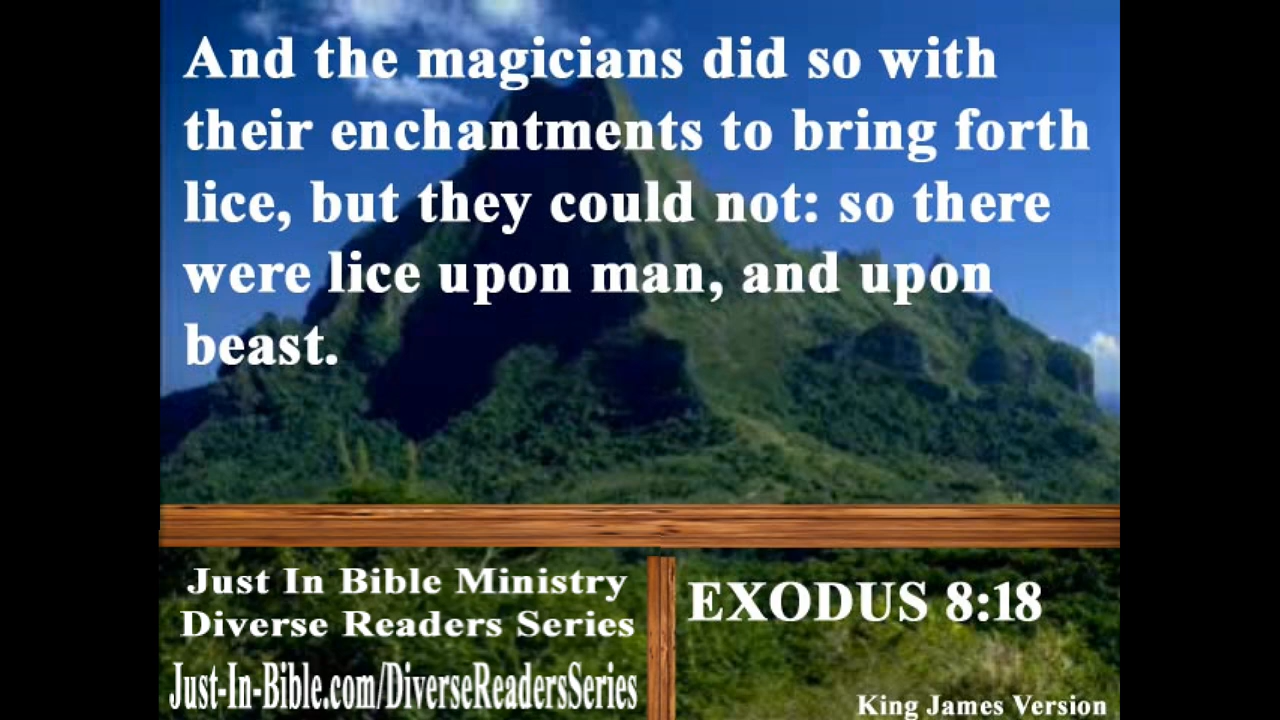 And the magicians did so with
their enchantments to bring forth
lice, but they could not: so there
were lice upon man, and upon
beast.
Just In Bible Ministry
Diverse Readers Series
Just-In-Bible.com/DiverseReadersSeries
EXODUS 8:18
King James Version